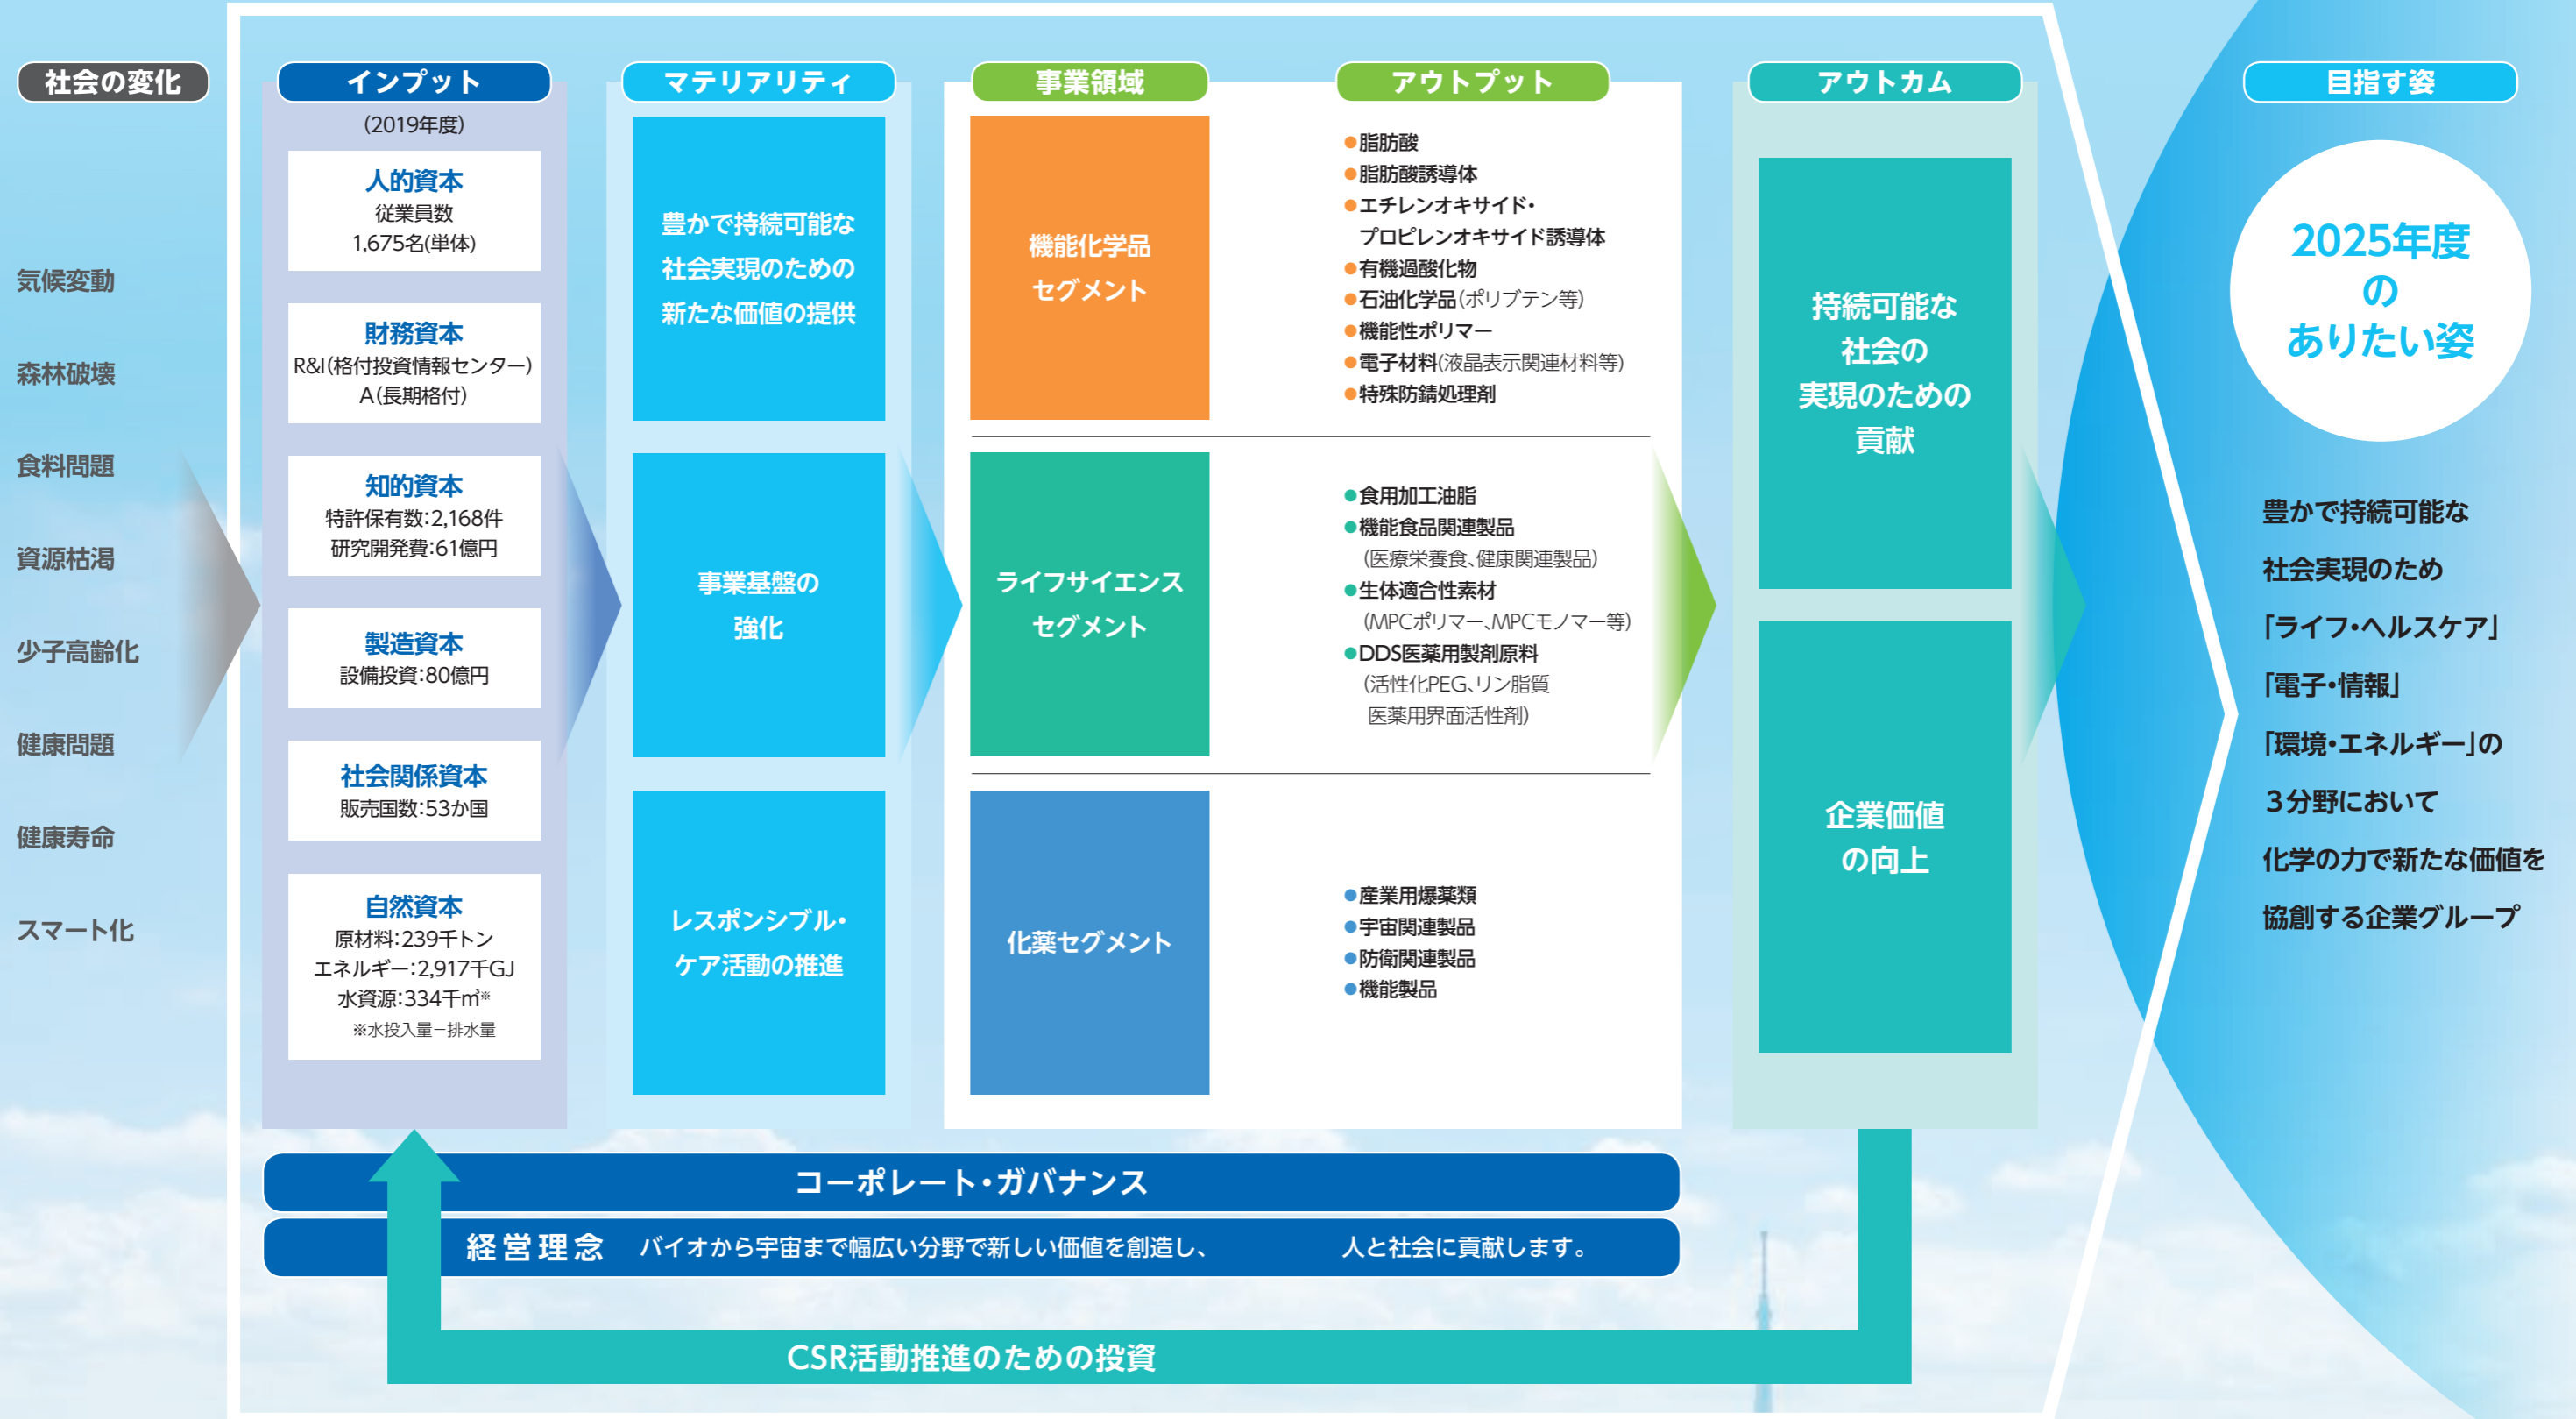 社会の変化
気候変動
森林破壊
食料問題
資源枯渇
少子高齢化
健康問題
健康寿命
スマート化
インプット
(2019年度)
人的資本
従業員数
1,675名(単体)
財務資本
R&I(格付投資情報センター)
A(長期格付)
知的資本
特許保有数:2,168件
研究開発費:61億円
製造資本
設備投資:80億円
社会関係資本
販売国数:53か国
自然資本
原材料:239千トン
エネルギー:2,917千GJ
水資源:334千㎥※
※水投入量－排水量
マテリアリティ
豊かで持続可能な
社会実現のための
新たな価値の提供
事業基盤の
強化
レスポンシブル・
ケア活動の推進
事業領域
機能化学品
セグメント
ライフサイエンス
セグメント
化薬セグメント
アウトプット
●脂肪酸
●脂肪酸誘導体
●エチレンオキサイド・
プロピレンオキサイド誘導体
●有機過酸化物
●石油化学品(ポリブテン等)
●機能性ポリマー
●電子材料(液晶表示関連材料等)
●特殊防錆処理剤
●食用加工油脂
●機能食品関連製品
(医療栄養食、健康関連製品)
●生体適合性素材
(MPCポリマー、MPCモノマー等)
●DDS医薬用製剤原料
(活性化PEG、リン脂質
医薬用界面活性剤)
●産業用爆薬類
●宇宙関連製品
●防衛関連製品
●機能製品
アウトカム
持続可能な
社会の
実現のための
貢献
企業価値
の向上
目指す姿
2025年度
の
ありたい姿
豊かで持続可能な
社会実現のため
「ライフ・ヘルスケア」
「電子・情報」
「環境・エネルギー」の
3分野において
化学の力で新たな価値を
協創する企業グループ
コーポレート・ガバナンス
経営理念 バイオから宇宙まで幅広い分野で新しい価値を創造し、 人と社会に貢献します。
CSR活動推進のための投資